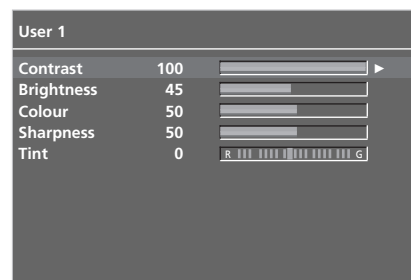 User 1
Contrast 100
Brightness 45
Colour 50
Sharpness 50
Tint 0 R G